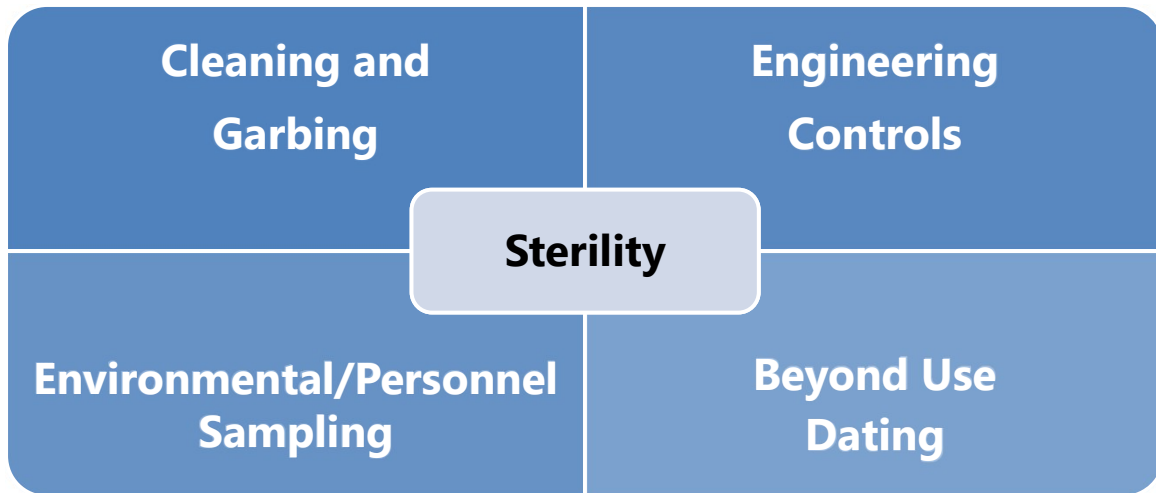 Cleaning and
Garbing
Engineering
Controls
Sterility
Environmental/Personnel
Sampling
Beyond Use
Dating